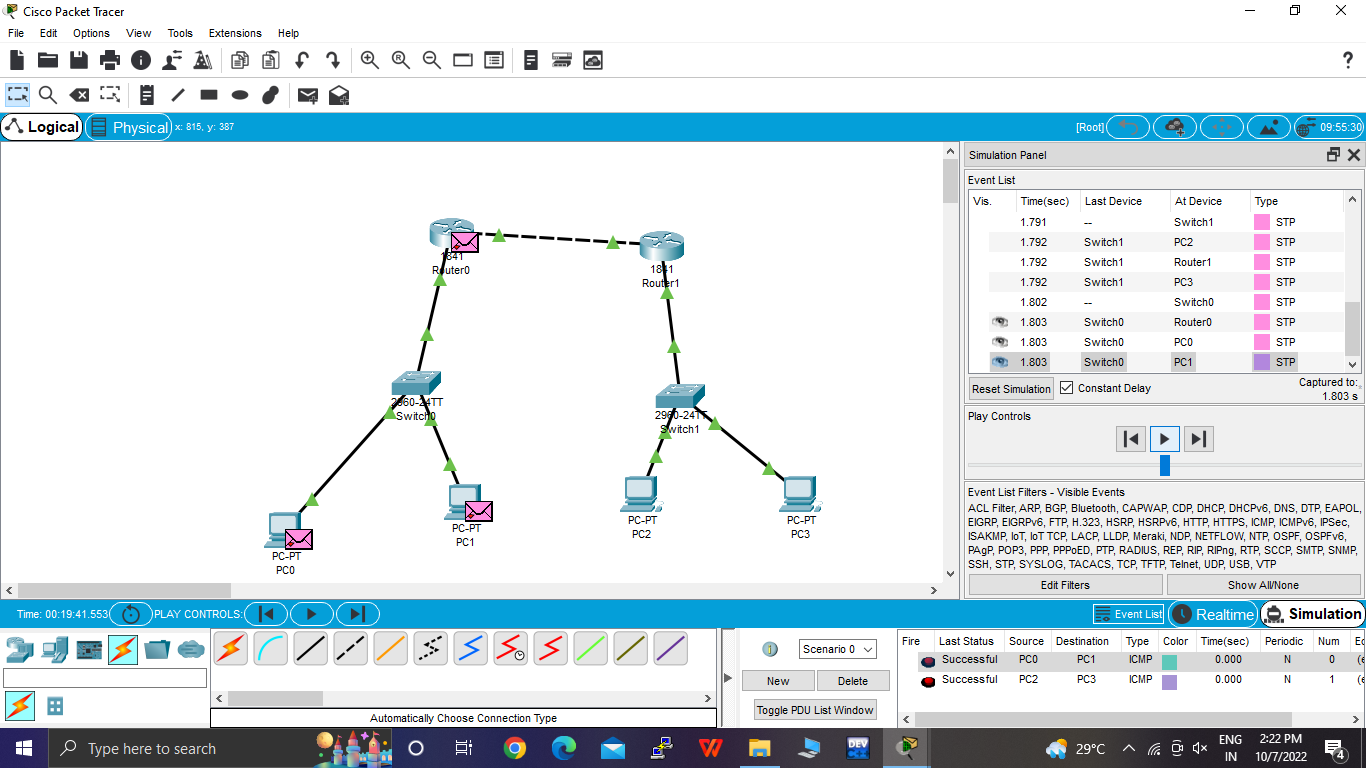 Cisco Packet Tracer
File Edit Options View Tools Extensions Help
?
Logical Physical x: 815, y: 387 [Root] 09:55:30
Simulation Panel
Event List
Vis. Time(sec) Last Device At Device Type
1.791 -- Switch1 STP
1.792 Switch1 PC2 STP
1.792 Switch1 Router1 STP
1.792 Switch1 PC3 STP
1.802 -- Switch0 STP
1.803 Switch0 Router0 STP
1.803 Switch0 PC0 STP
1.803 Switch0 PC1 STP
Reset Simulation Constant Delay Captured to:
1.803 s
Play Controls
Event List Filters - Visible Events
ACL Filter, ARP, BGP, Bluetooth, CAPWAP, CDP, DHCP, DHCPv6, DNS, DTP, EAPOL,
EIGRP, EIGRPv6, FTP, H.323, HSRP, HSRPv6, HTTP, HTTPS, ICMP, ICMPv6, IPSec,
ISAKMP, IoT, IoT TCP, LACP, LLDP, Meraki, NDP, NETFLOW, NTP, OSPF, OSPFv6,
PAgP, POP3, PPP, PPPoED, PTP, RADIUS, REP, RIP, RIPng, RTP, SCCP, SMTP, SNMP,
SSH, STP, SYSLOG, TACACS, TCP, TFTP, Telnet, UDP, USB, VTP
Edit Filters Show All/None
1841
Router0
1841
Router1
2960-24TT
Switch0
2960-24TT
Switch1
PC-PT
PC0
PC-PT
PC1
PC-PT
PC2
PC-PT
PC3
Time: 00:19:41.553 PLAY CONTROLS: Event List Realtime Simulation
Automatically Choose Connection Type
Scenario 0
New Delete
Toggle PDU List Window
Fire Last Status Source Destination Type Color Time(sec) Periodic Num Ec
Successful PC0 PC1 ICMP 0.000 N 0 (e
Successful PC2 PC3 ICMP 0.000 N 1 (e
Type here to search
DEV
29°C
ENG
IN
2:22 PM
10/7/2022
4